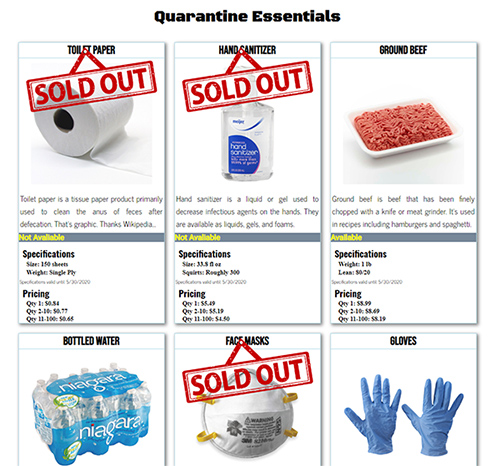 Quarantine Essentials
TOILET PAPER
SOLD OUT
Toilet paper is a tissue paper product primarily
used to clean the anus of feces after
defecation. That's graphic. Thanks Wikipedia..
Not Available
Specifications
Size: 150 sheets
Weight: Single Ply
Specifications valid until 5/30/2020
Pricing
Qty 1: $0.84
Qty 2-10: $0.77
Qty 11-100: $0.65
HAND SANITIZER
SOLD OUT
meijer
hand
sanitizer
Hand sanitizer is a liquid or gel used to
decrease infectious agents on the hands. They
are available as liquids, gels, and foams.
Not Available
Specifications
Size: 33.8 fl oz
Squirts: Roughly 300
Specifications valid until 5/30/2020
Pricing
Qty 1: $5.49
Qty 2-10: $5.19
Qty 11-100: $4.50
GROUND BEEF
Ground beef is beef that has been finely
chopped with a knife or meat grinder. It's used
in recipes including hamburgers and spaghetti.
Available
Specifications
Weight: 1 lb
Lean: 80/20
Specifications valid until 5/30/2020
Pricing
Qty 1: $8.99
Qty 2-10: $8.69
Qty 11-100: $8.19
BOTTLED WATER
niagara
niagara
FACE MASKS
SOLD OUT
WARNING
GLOVES